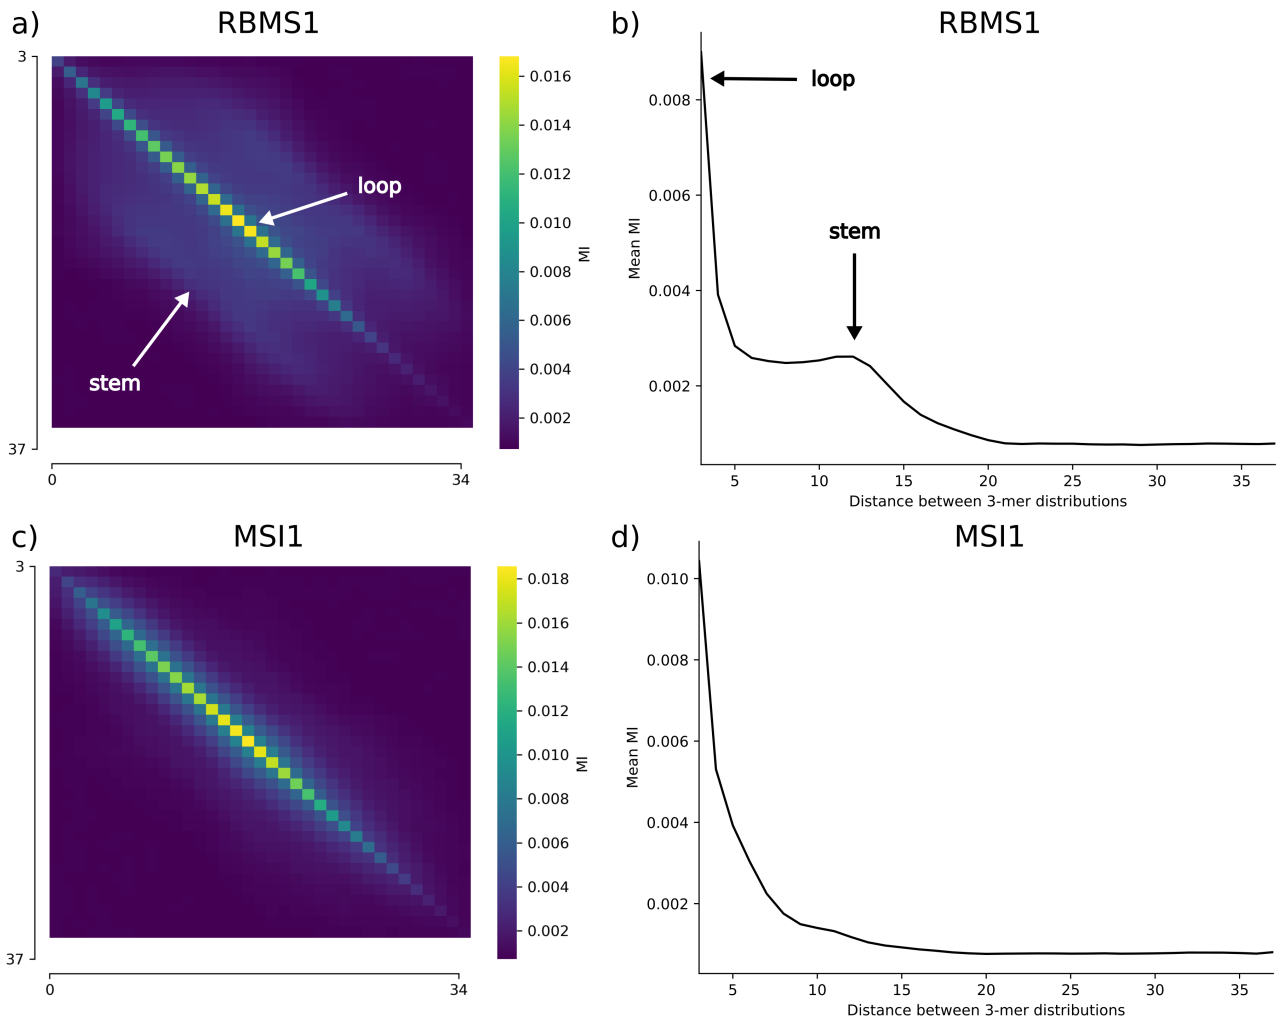 a) RBMS1
3
loop
stem
37
0 34
0.016
0.014
0.012
0.010
0.008
0.006
0.004
0.002
MI
b) RBMS1
loop
stem
0.008
0.006
0.004
0.002
Mean MI
5 10 15 20 25 30 35
Distance between 3-mer distributions
c) MSI1
3
37
0 34
0.018
0.016
0.014
0.012
0.010
0.008
0.006
0.004
0.002
MI
d) MSI1
0.010
0.008
0.006
0.004
0.002
Mean MI
5 10 15 20 25 30 35
Distance between 3-mer distributions